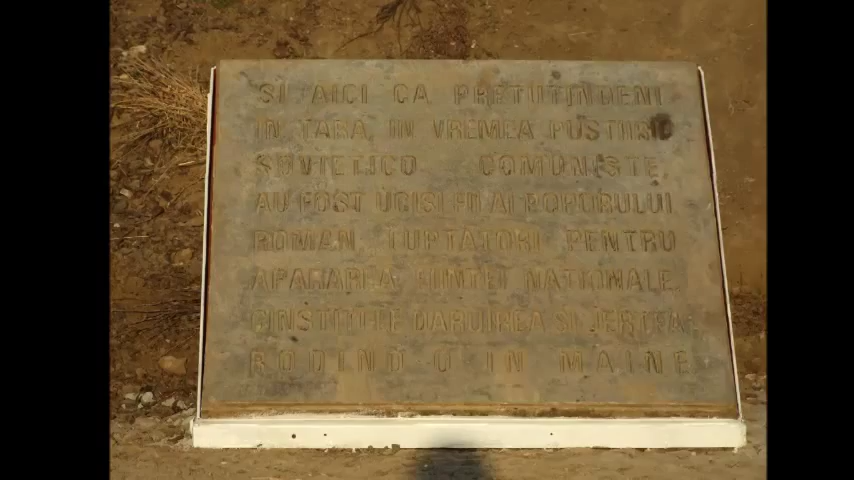 SI AICI CA PRETUTINDENI
IN TARA, IN VREMEA PUSTIIRII
SOVIETICO COMUNISTE,
AU FOST UCISI FII AI POPORULUI
ROMAN, LUPTATORI PENTRU
APARAREA FIINTEI NATIONALE.
CINSTITI-LE DARUIREA SI JERTFA,
RODIND-O IN MAINE